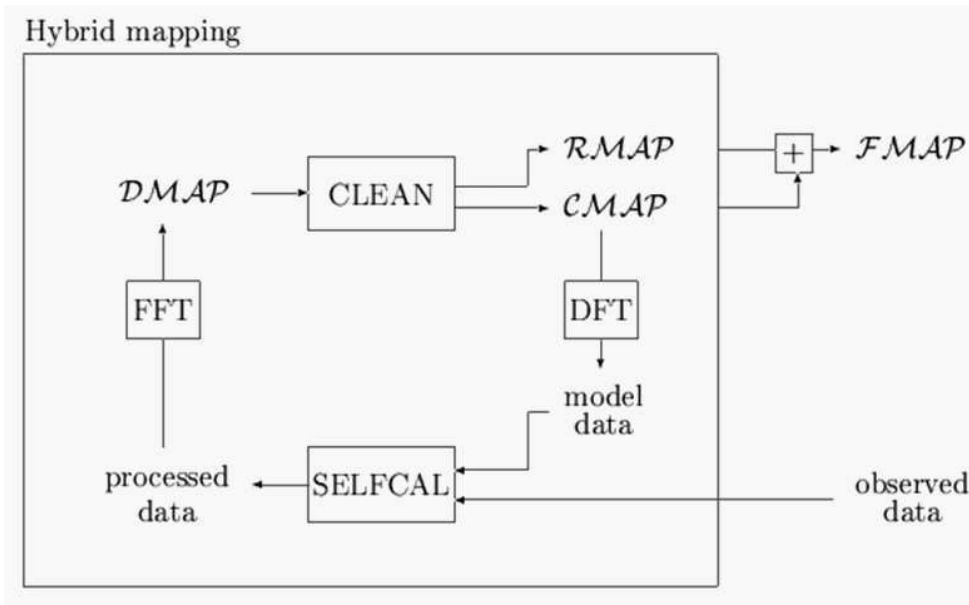 Hybrid mapping
RMAP
+
FMAP
DMAP
CLEAN
CMAP
FFT
DFT
model
data
processed
data
SELFCAL
observed
data